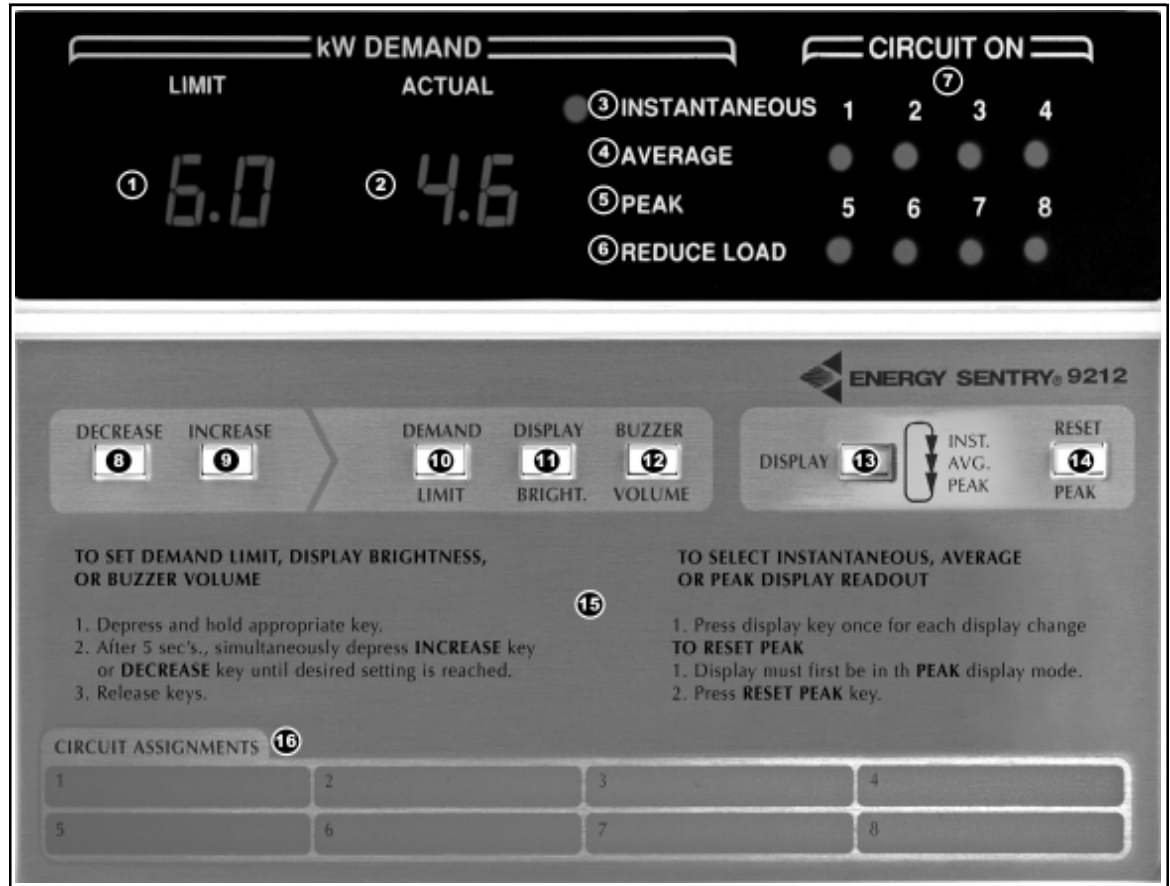 kW DEMAND
CIRCUIT ON
LIMIT
ACTUAL
7
3 INSTANTANEOUS 1 2 3 4
4 AVERAGE
1 6.0
2 4.6
5 PEAK 5 6 7 8
6 REDUCE LOAD
ENERGY SENTRY® 9212
DECREASE INCREASE
8 9
DEMAND DISPLAY BUZZER
10 11 12
LIMIT BRIGHT. VOLUME
DISPLAY 13
INST.
AVG.
PEAK
RESET
14
PEAK
TO SET DEMAND LIMIT, DISPLAY BRIGHTNESS,
OR BUZZER VOLUME
1. Depress and hold appropriate key.
2. After 5 sec's., simultaneously depress INCREASE key
or DECREASE key until desired setting is reached.
3. Release keys.
15
TO SELECT INSTANTANEOUS, AVERAGE
OR PEAK DISPLAY READOUT
1. Press display key once for each display change
TO RESET PEAK
1. Display must first be in th PEAK display mode.
2. Press RESET PEAK key.
CIRCUIT ASSIGNMENTS 16
1 2 3 4
5 6 7 8